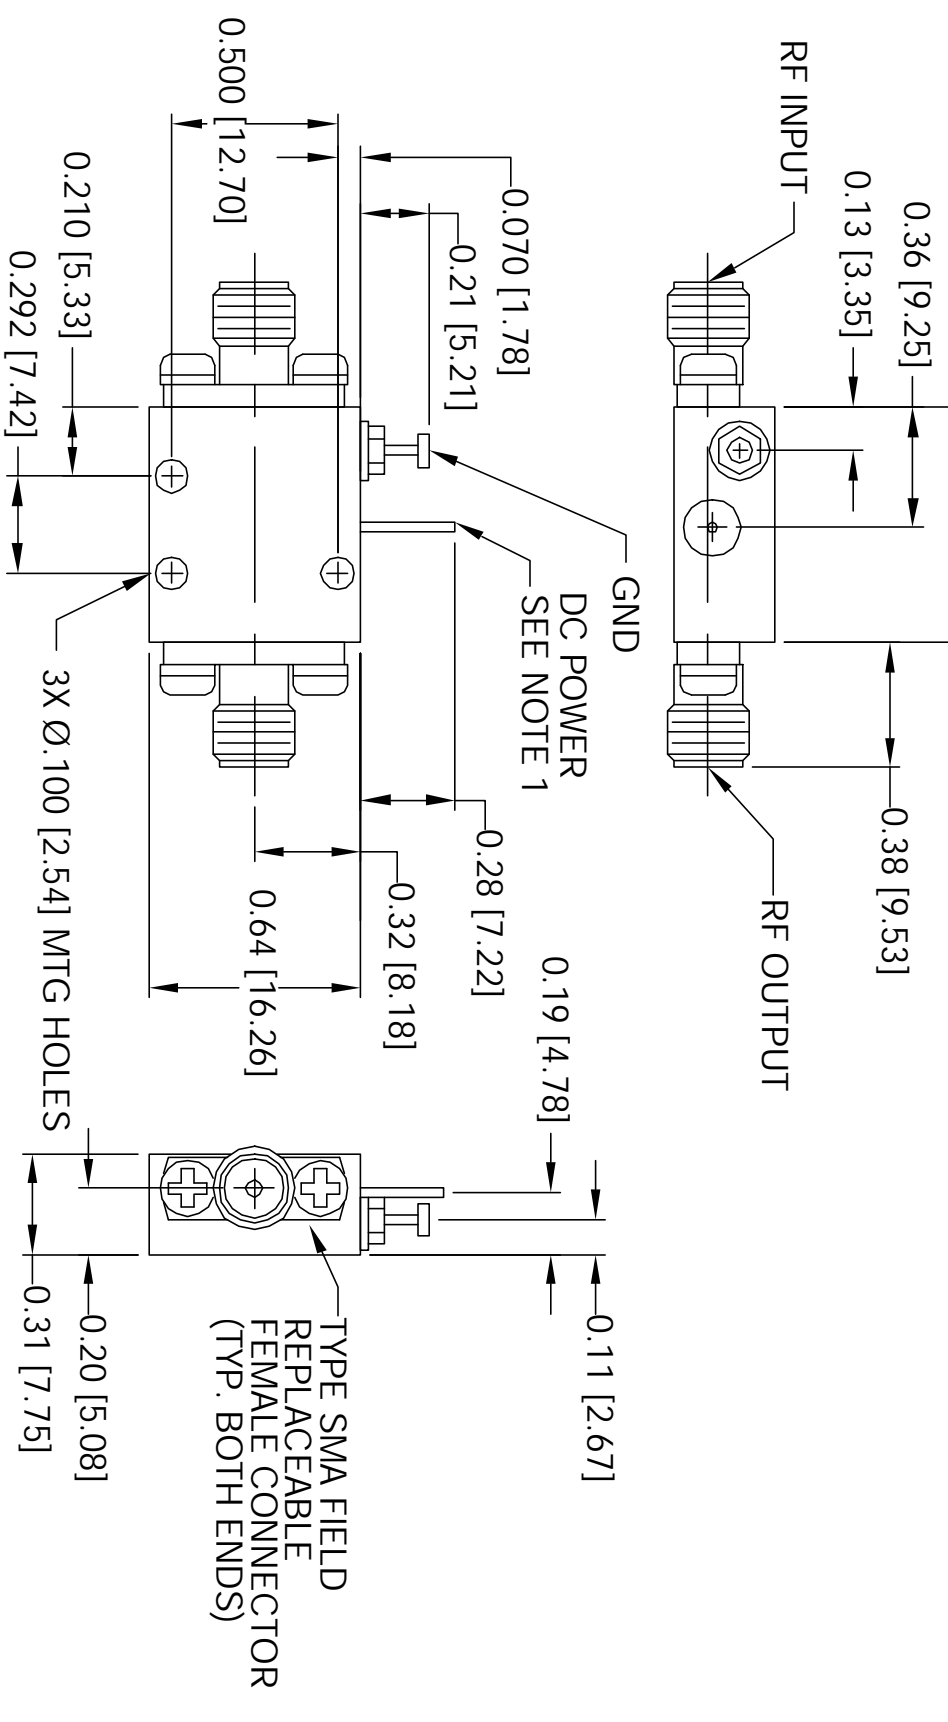 RF INPUT
0.36 [9.25]
0.13 [3.35]
0.38 [9.53]
RF OUTPUT
GND
DC POWER
SEE NOTE 1
0.500 [12.70]
0.070 [1.78]
0.21 [5.21]
0.210 [5.33]
0.292 [7.42]
3X Ø.100 [2.54] MTG HOLES
0.28 [7.22]
0.32 [8.18]
0.64 [16.26]
0.19 [4.78]
0.11 [2.67]
TYPE SMA FIELD
REPLACEABLE
FEMALE CONNECTOR
(TYP. BOTH ENDS)
0.20 [5.08]
0.31 [7.75]